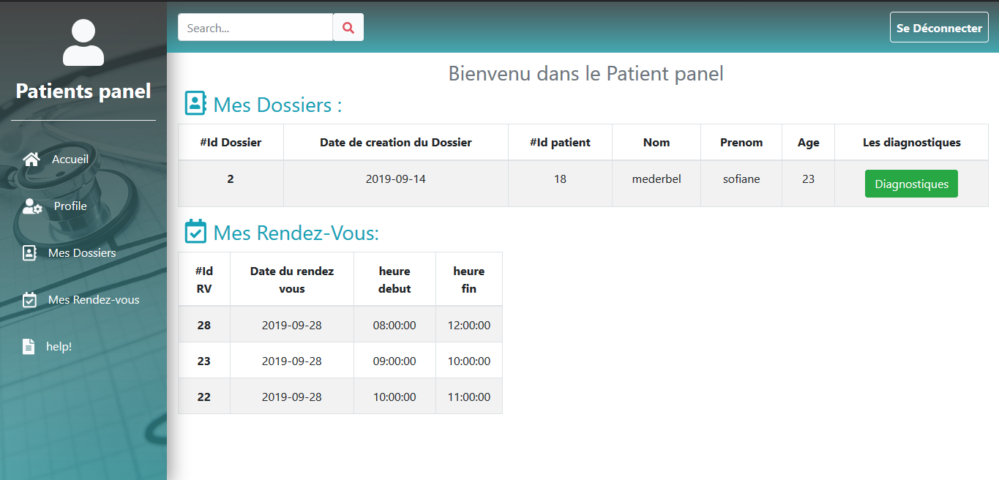 Patients panel
Accueil
Profile
Mes Dossiers
Mes Rendez-vous
help!
Search...
Se Déconnecter
Bienvenu dans le Patient panel
Mes Dossiers :
#Id Dossier Date de creation du Dossier #Id patient Nom Prenom Age Les diagnostiques
2 2019-09-14 18 mederbel sofiane 23 Diagnostiques
Mes Rendez-Vous:
#Id RV Date du rendez vous heure debut heure fin
28 2019-09-28 08:00:00 12:00:00
23 2019-09-28 09:00:00 10:00:00
22 2019-09-28 10:00:00 11:00:00